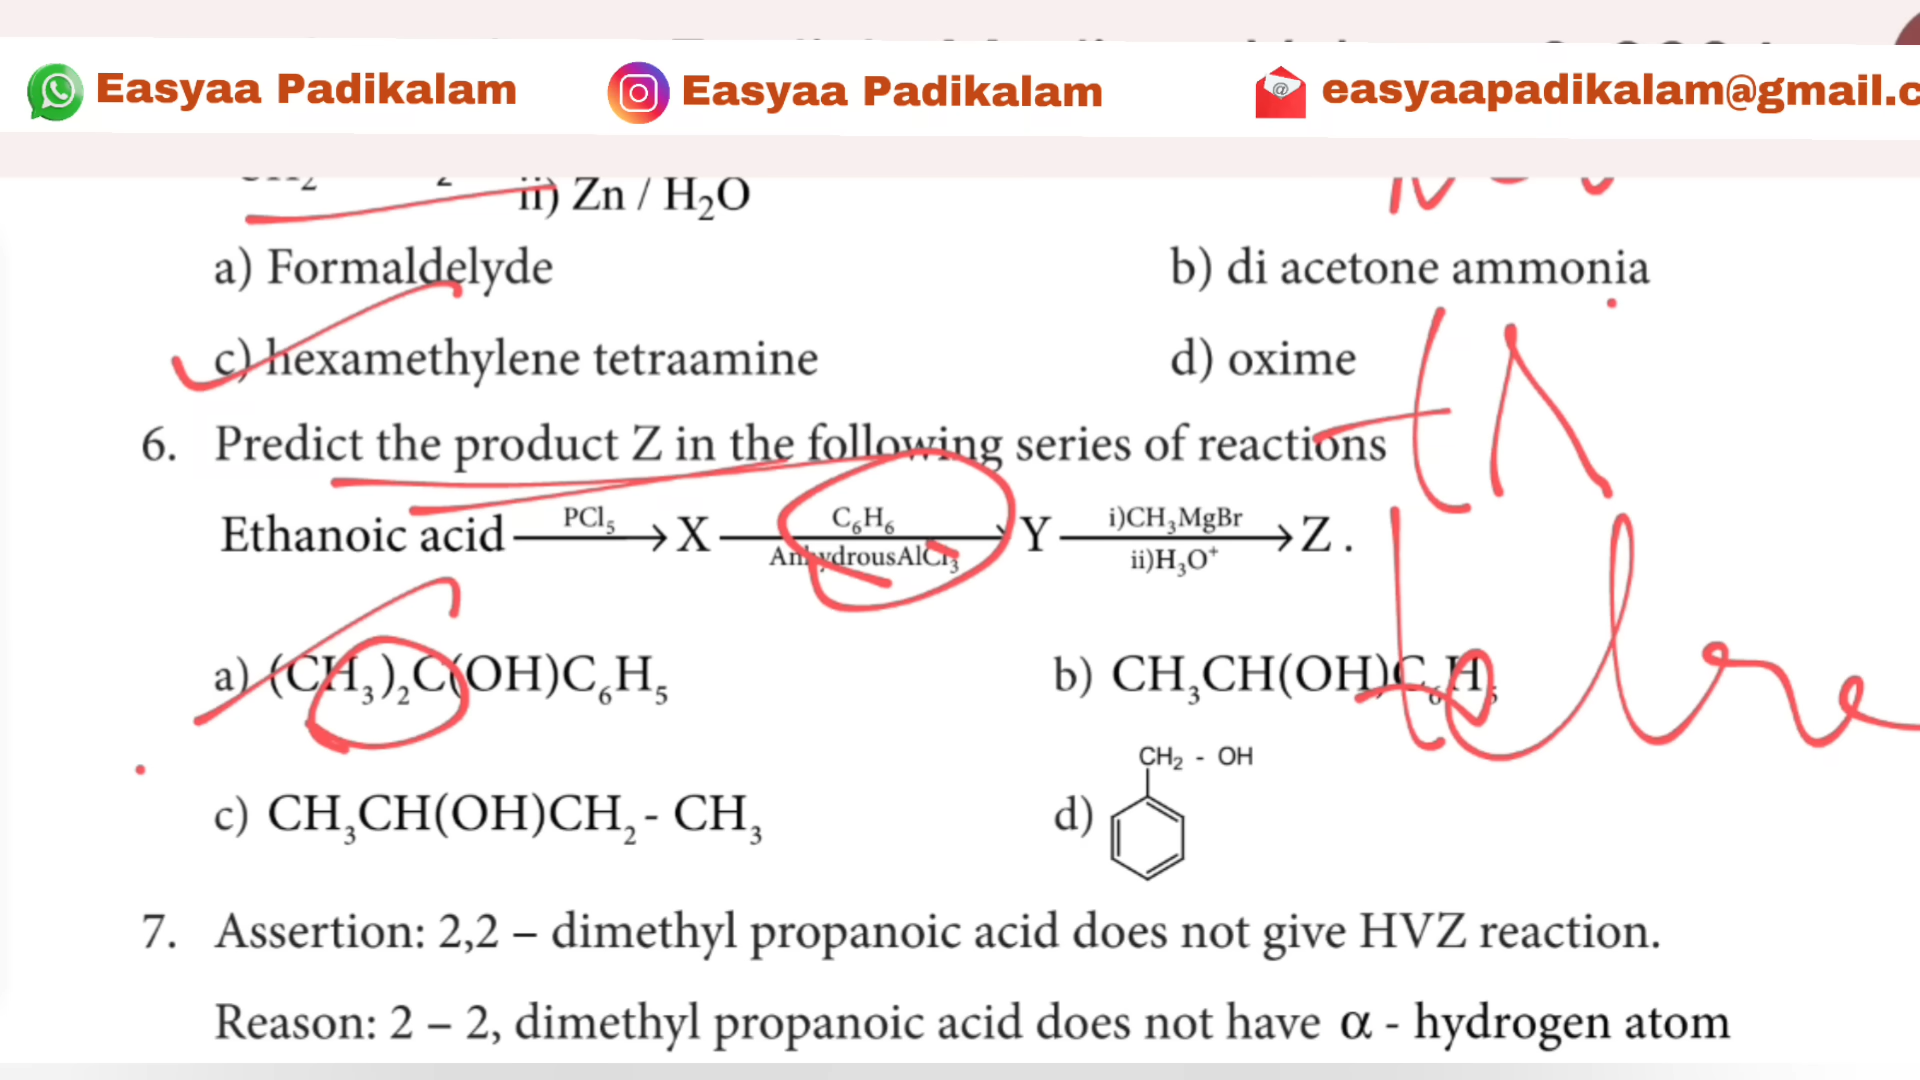 Easyaa Padikalam Easyaa Padikalam easyaapadikalam@gmail.c
ii) Zn / H₂O
a) Formaldelyde b) di acetone ammonia
c) hexamethylene tetraamine d) oxime
6. Predict the product Z in the following series of reactions
Ethanoic acid —PCl₅→ X —C₆H₆ / AnhydrousAlCl₃→ Y —i)CH₃MgBr / ii)H₃O⁺→ Z .
a) (CH₃)₂C(OH)C₆H₅ b) CH₃CH(OH)C₆H₅
CH₂ - OH
c) CH₃CH(OH)CH₂ - CH₃ d)
7. Assertion: 2,2 – dimethyl propanoic acid does not give HVZ reaction.
Reason: 2 – 2, dimethyl propanoic acid does not have α - hydrogen atom